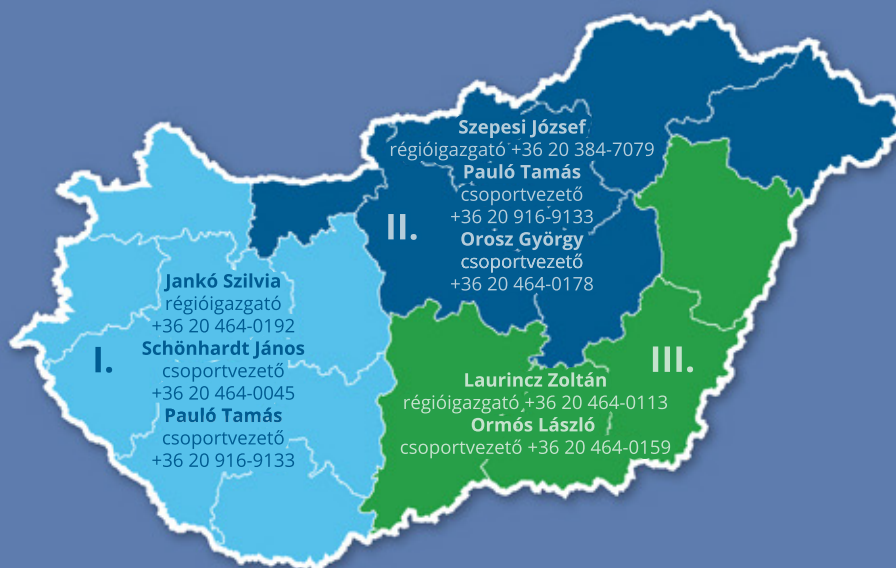 I.
Jankó Szilvia
régióigazgató
+36 20 464-0192
Schönhardt János
csoportvezető
+36 20 464-0045
Pauló Tamás
csoportvezető
+36 20 916-9133
II.
Szepesi József
régióigazgató +36 20 384-7079
Pauló Tamás
csoportvezető
+36 20 916-9133
Orosz György
csoportvezető
+36 20 464-0178
III.
Laurincz Zoltán
régióigazgató +36 20 464-0113
Ormós László
csoportvezető +36 20 464-0159